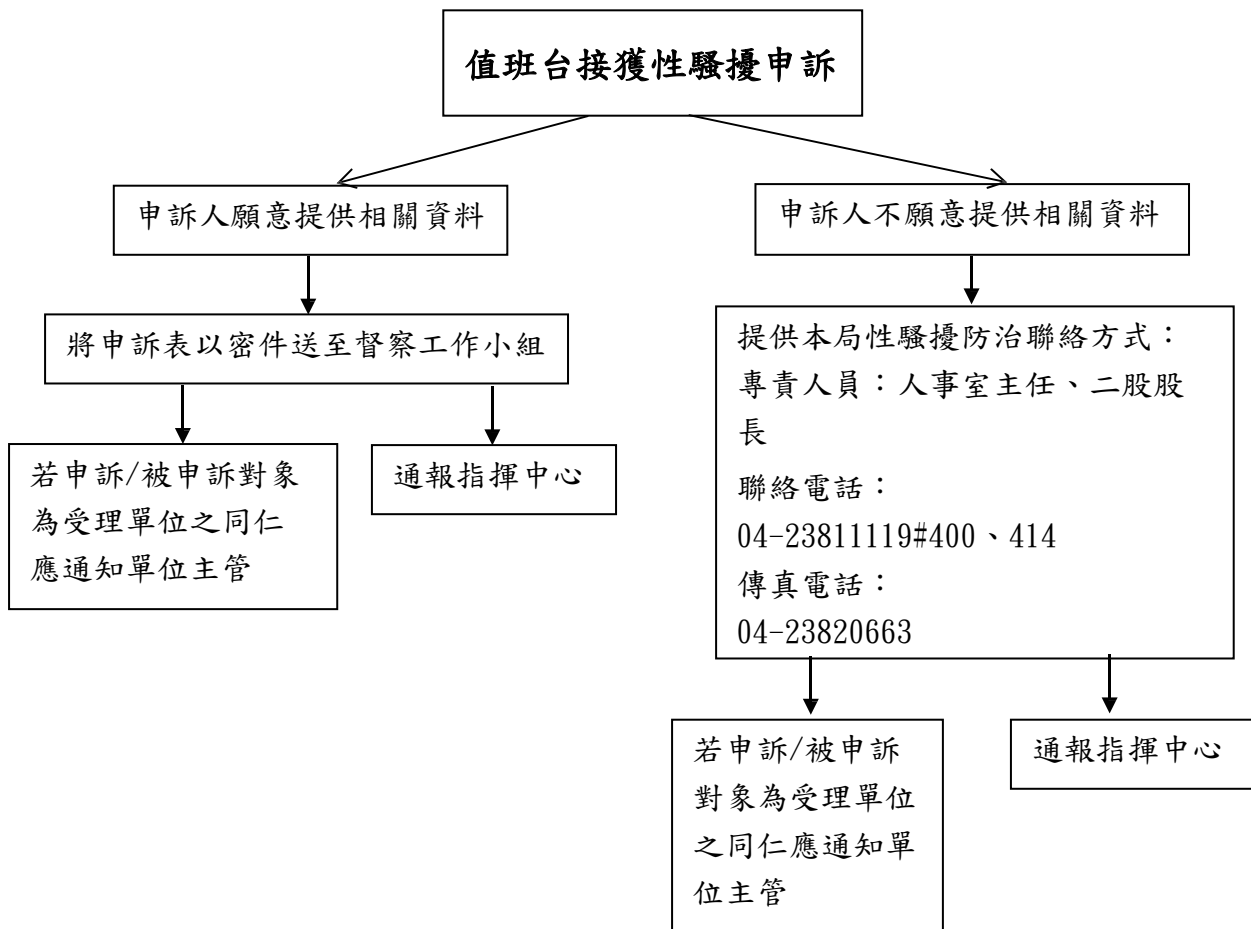 值班台接獲性騷擾申訴
申訴人願意提供相關資料
申訴人不願意提供相關資料
將申訴表以密件送至督察工作小組
提供本局性騷擾防治聯絡方式：
專責人員：人事室主任、二股股
長
聯絡電話：
04-23811119#400、414
傳真電話：
04-23820663
若申訴/被申訴對象
為受理單位之同仁
應通知單位主管
通報指揮中心
若申訴/被申訴
對象為受理單位
之同仁應通知單
位主管
通報指揮中心